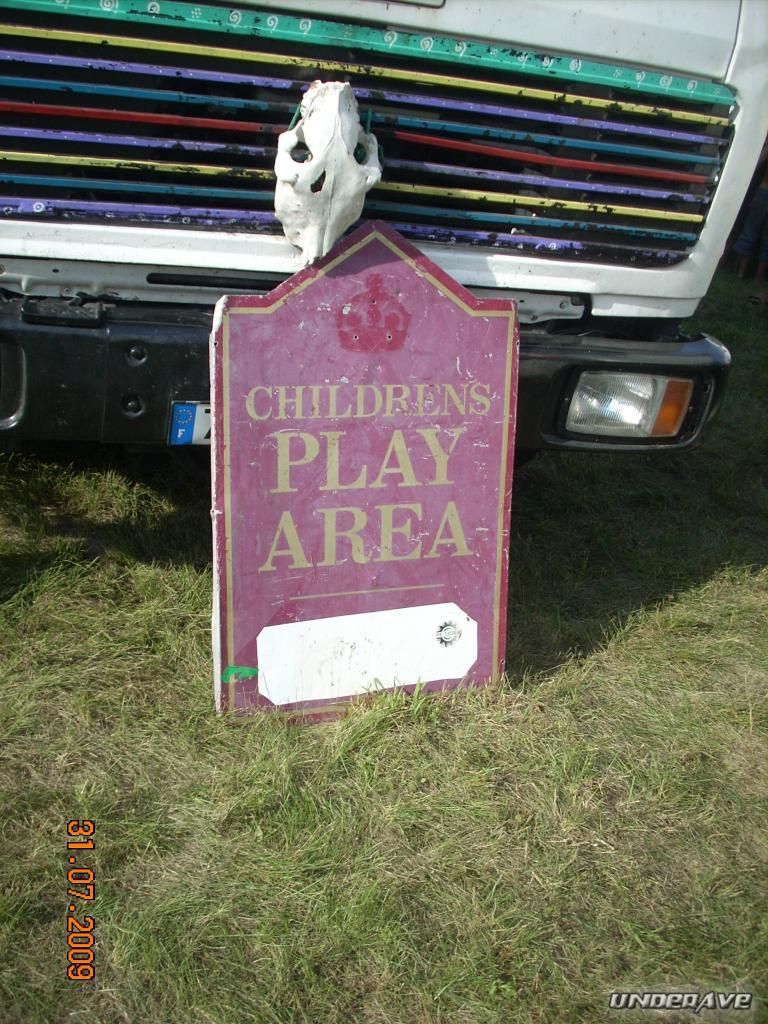 CHILDRENS
PLAY
AREA
31.07.2009
UNDERAVE